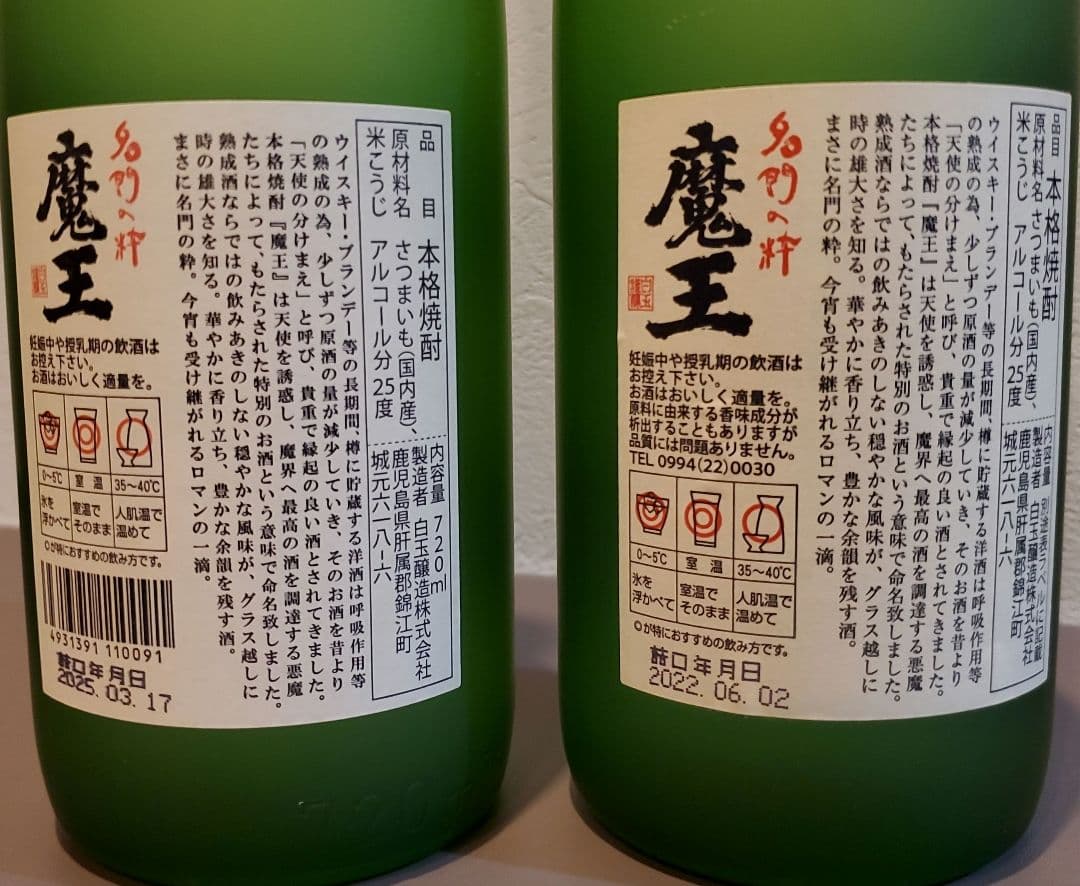 品目 本格焼酎
原材料名 さつまいも(国内産)、
米こうじ アルコール分 25度
内容量 720ml
製造者 白玉醸造株式会社
鹿児島県肝属郡錦江町
城元六一八ー六
ウイスキー・ブランデー等の長期間、樽に貯蔵する洋酒は呼吸作用等
の熟成の為、少しずつ原酒の量が減少していき、そのお酒を昔より
「天使の分けまえ」と呼び、貴重で縁起の良い酒とされてきました。
本格焼酎『魔王』は天使を誘惑し、魔界へ最高の酒を調達する悪魔
たちによって、もたらされた特別のお酒という意味で命名致しました。
熟成酒ならではの飲みあきのしない穏やかな風味が、グラス越しに
時の雄大さを知る。華やかに香り立ち、豊かな余韻を残す酒。
まさに名門の粋。今宵も受け継がれるロマンの一滴。
名門の粋
魔王
妊娠中や授乳期の飲酒は
お控え下さい。
お酒はおいしく適量を。
0~5℃ 室温 35~40℃
氷を浮かべて 室温でそのまま 人肌温で温めて
◎が特におすすめの飲み方です。
4931391 110091
詰口年月日
2025.03.17
品目 本格焼酎
原材料名 さつまいも(国内産)、
米こうじ アルコール分 25度
内容量 別途表ラベルに記載
製造者 白玉醸造株式会社
鹿児島県肝属郡錦江町
城元六一八ー六
ウイスキー・ブランデー等の長期間、樽に貯蔵する洋酒は呼吸作用等
の熟成の為、少しずつ原酒の量が減少していき、そのお酒を昔より
「天使の分けまえ」と呼び、貴重で縁起の良い酒とされてきました。
本格焼酎『魔王』は天使を誘惑し、魔界へ最高の酒を調達する悪魔
たちによって、もたらされた特別のお酒という意味で命名致しました。
熟成酒ならではの飲みあきのしない穏やかな風味が、グラス越しに
時の雄大さを知る。華やかに香り立ち、豊かな余韻を残す酒。
まさに名門の粋。今宵も受け継がれるロマンの一滴。
名門の粋
魔王
妊娠中や授乳期の飲酒は
お控え下さい。
お酒はおいしく適量を。
原料に由来する香味成分が
析出することもありますが
品質には問題ありません。
TEL 0994(22)0030
0~5℃ 室温 35~40℃
氷を浮かべて 室温でそのまま 人肌温で温めて
◎が特におすすめの飲み方です。
詰口年月日
2022.06.02